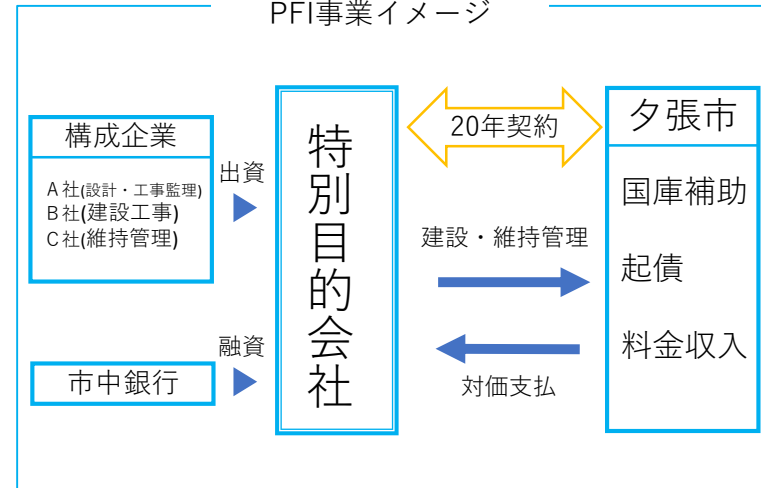 PFI事業イメージ
構成企業
A社(設計・工事監理)
B社(建設工事)
C社(維持管理)
出資
市中銀行
融資
特別目的会社
20年契約
建設・維持管理
対価支払
夕張市
国庫補助
起債
料金収入